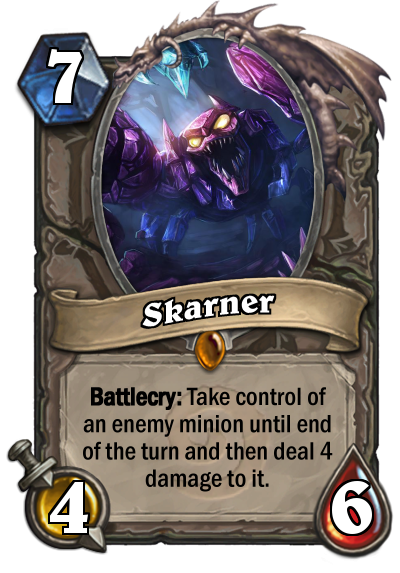 7
Skarner
Battlecry: Take control of
an enemy minion until end
of the turn and then deal 4
damage to it.
4
6